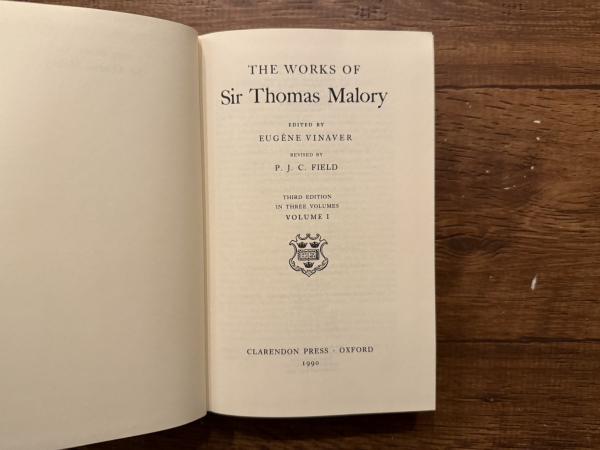 THE WORKS OF
Sir Thomas Malory
EDITED BY
EUGÈNE VINAVER
REVISED BY
P. J. C. FIELD
THIRD EDITION
IN THREE VOLUMES
VOLUME I
CLARENDON PRESS · OXFORD
1990